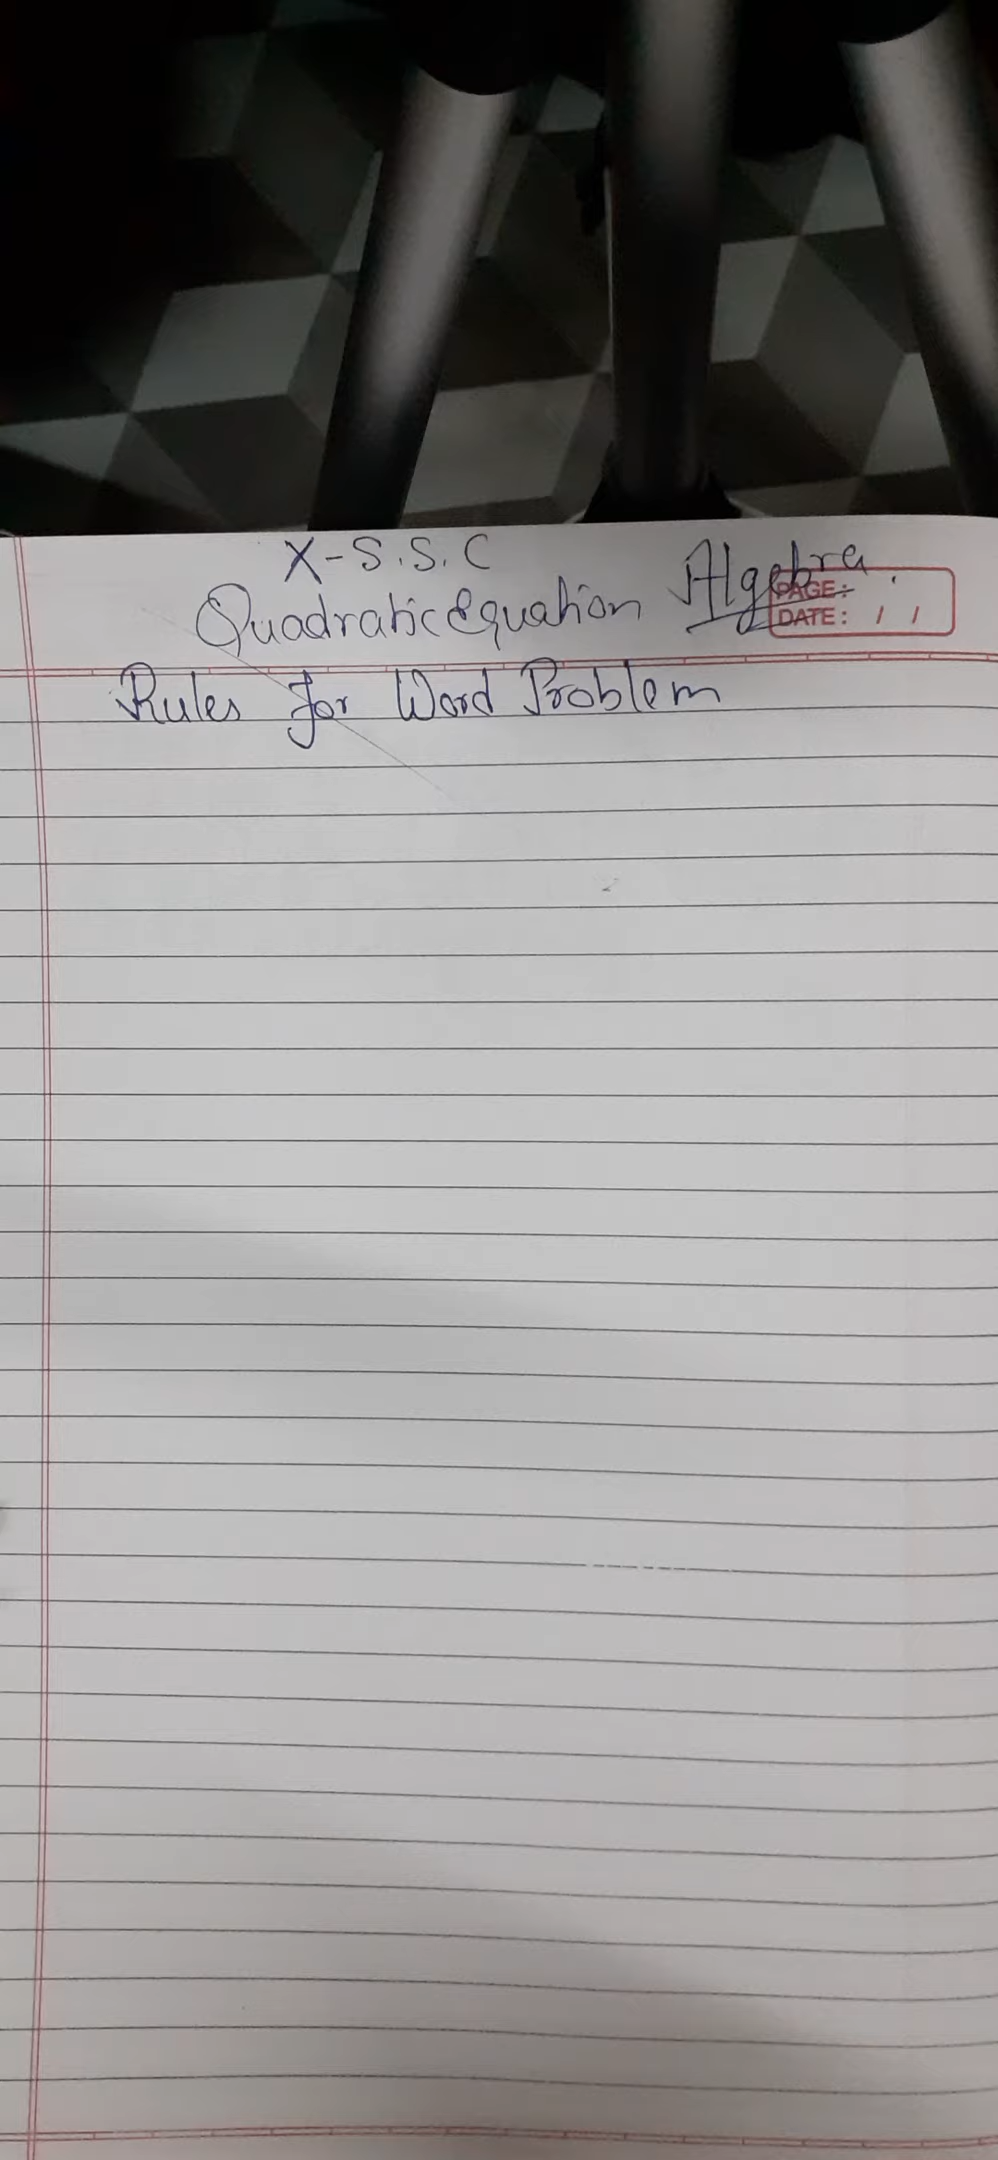 X-S.S.C
Quadratic Equation Algebra
PAGE:
DATE: / /
Rules for Word Problem